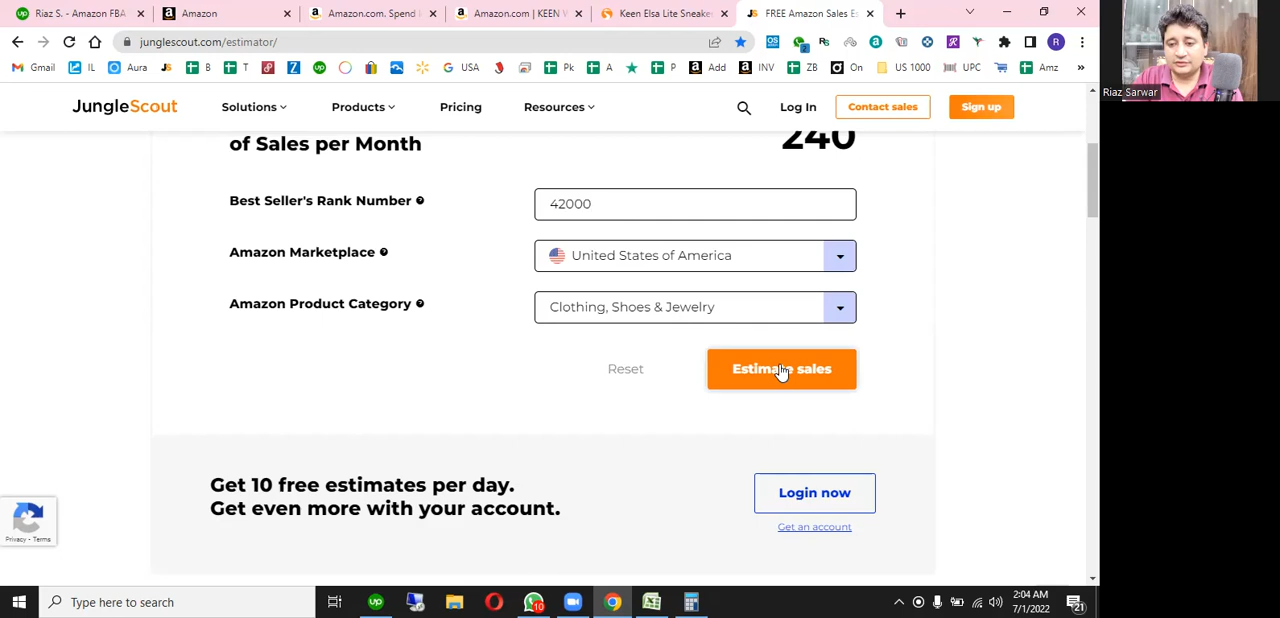 Riaz S. - Amazon FBA
Amazon
Amazon.com. Spend l
Amazon.com | KEEN W
Keen Elsa Lite Sneake
FREE Amazon Sales Es
junglescout.com/estimator/
Gmail
IL
Aura
B
T
USA
Pk
A
P
Add
INV
ZB
On
US 1000
UPC
Amz
Riaz Sarwar
JungleScout
Solutions
Products
Pricing
Resources
Log In
Contact sales
Sign up
of Sales per Month
240
Best Seller's Rank Number
42000
Amazon Marketplace
United States of America
Amazon Product Category
Clothing, Shoes & Jewelry
Reset
Estimate sales
Get 10 free estimates per day.
Get even more with your account.
Login now
Get an account
Privacy - Terms
Type here to search
10
2:04 AM
7/1/2022
21